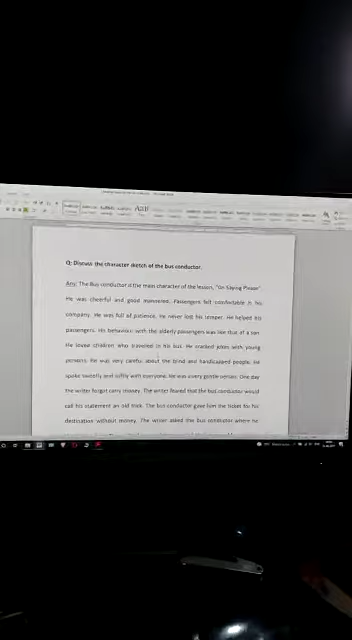 Q: Discuss the character sketch of the bus conductor.
Ans: The Bus conductor is the main character of the lesson, "On Saying Please"
He was cheerful and good mannered. Passengers felt comfortable in his
company. He was full of patience. He never lost his temper. He helped his
passengers. His behaviour with the elderly passengers was like that of a son.
He loved children who traveled in his bus. He cracked jokes with young
persons. He was very careful about the blind and handicapped people. He
spoke sweetly and softly with everyone. He was a very gentle person. One day
the writer forgot carry money. The writer feared that the bus conductor would
call his statement an old trick. The bus conductor gave him the ticket for his
destination without money. The writer asked the bus conductor where he